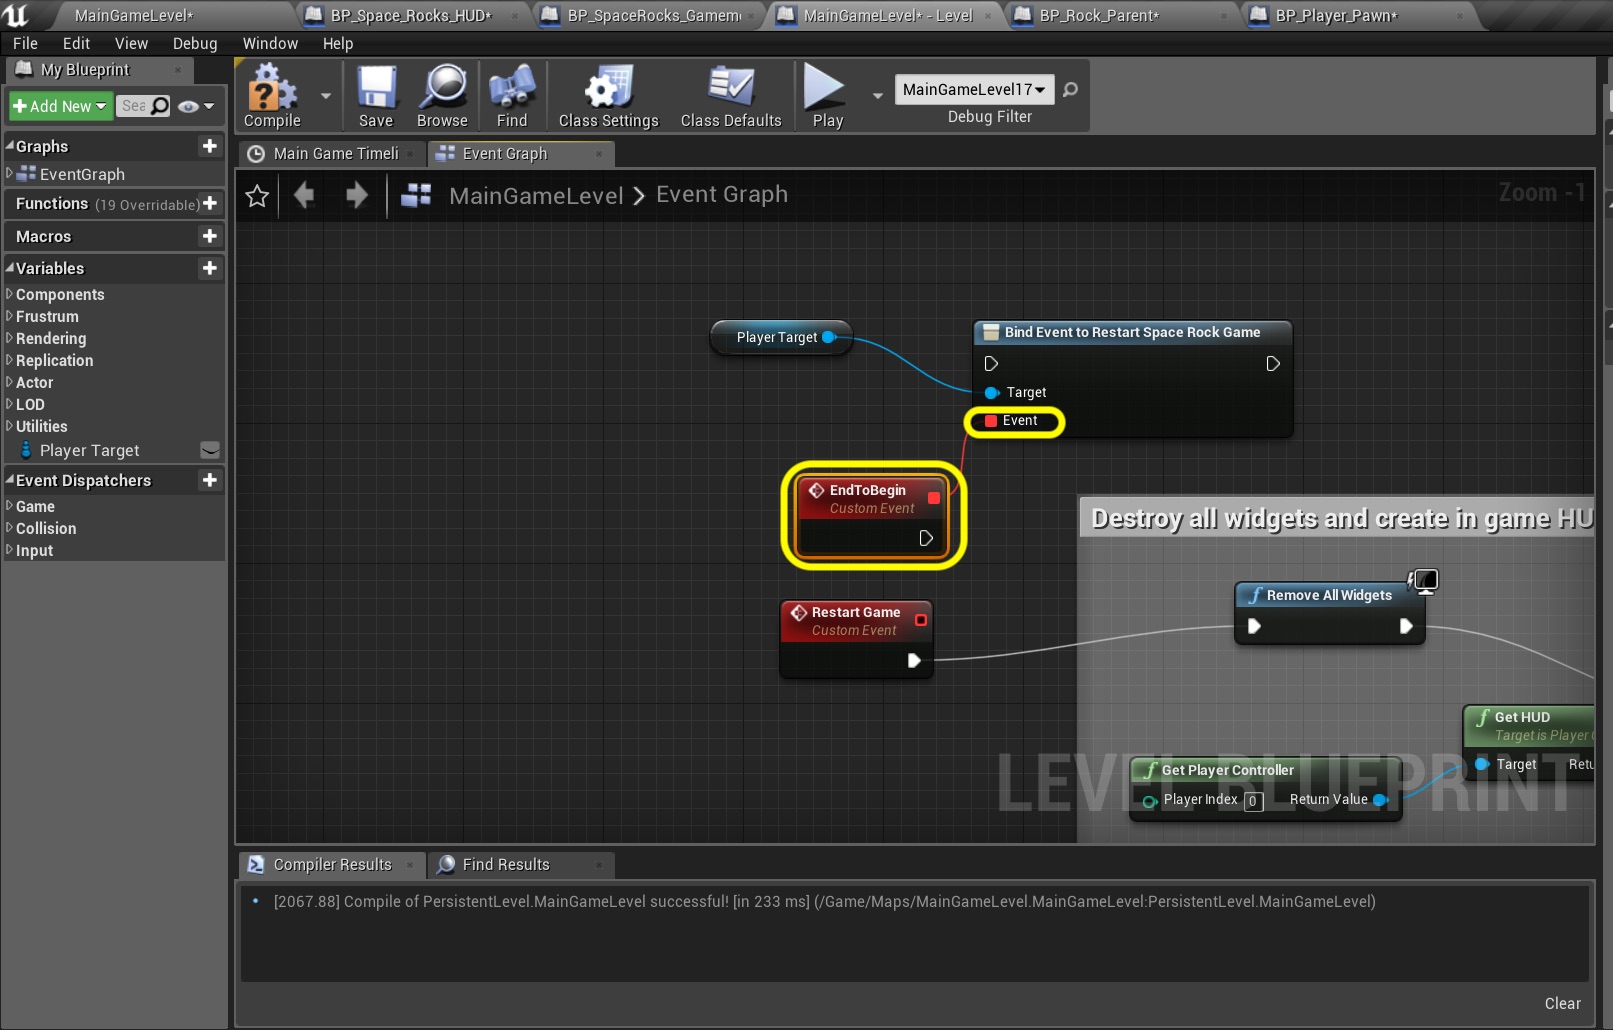 MainGameLevel*
BP_Space_Rocks_HUD*
BP_SpaceRocks_Gamem
MainGameLevel* - Level
BP_Rock_Parent*
BP_Player_Pawn*
File Edit View Debug Window Help
My Blueprint
Add New
Sea
Graphs
EventGraph
Functions (19 Overridable)
Macros
Variables
Components
Frustrum
Rendering
Replication
Actor
LOD
Utilities
Player Target
Event Dispatchers
Game
Collision
Input
Compile
Save
Browse
Find
Class Settings
Class Defaults
Play
MainGameLevel17
Debug Filter
Main Game Timeli
Event Graph
MainGameLevel > Event Graph
Zoom -1
Player Target
Bind Event to Restart Space Rock Game
Target
Event
EndToBegin
Custom Event
Restart Game
Custom Event
Destroy all widgets and create in game HU
Remove All Widgets
Get HUD
Target is Player C
Target
Retu
Get Player Controller
Player Index 0
Return Value
LEVEL BLUEPRINT
Compiler Results
Find Results
[2067.88] Compile of PersistentLevel.MainGameLevel successful! [in 233 ms] (/Game/Maps/MainGameLevel.MainGameLevel:PersistentLevel.MainGameLevel)
Clear